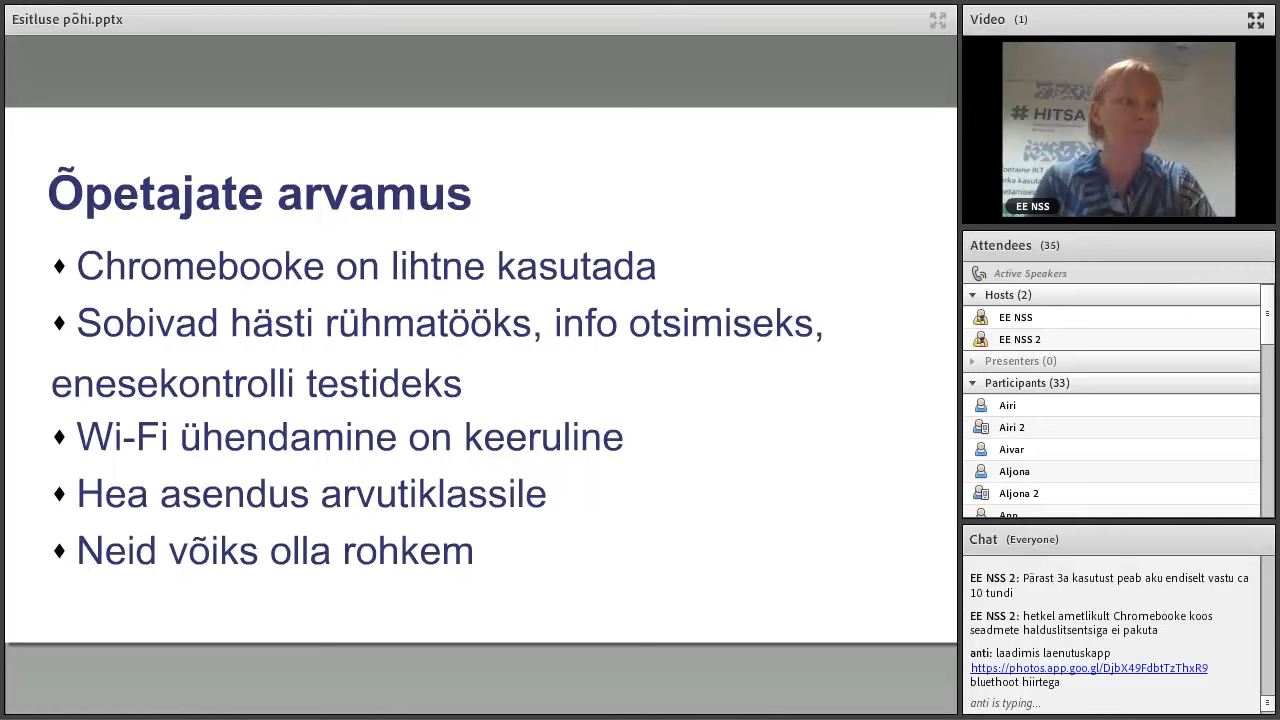 Esitluse põhi.pptx
Õpetajate arvamus
♦ Chromebooke on lihtne kasutada
♦ Sobivad hästi rühmatööks, info otsimiseks,
enesekontrolli testideks
♦ Wi-Fi ühendamine on keeruline
♦ Hea asendus arvutiklassile
♦ Neid võiks olla rohkem
Video (1)
# HITSA
EE NSS
Attendees (35)
Active Speakers
Hosts (2)
EE NSS
EE NSS 2
Presenters (0)
Participants (33)
Airi
Airi 2
Aivar
Aljona
Aljona 2
Chat (Everyone)
EE NSS 2: Pärast 3a kasutust peab aku endiselt vastu ca
10 tundi
EE NSS 2: hetkel ametlikult Chromebooke koos
seadmete halduslitsentsiga ei pakuta
anti: laadimis laenutuskapp
https://photos.app.goo.gl/DjbX49FdbtTzThxR9
bluethoot hiirtega
anti is typing...